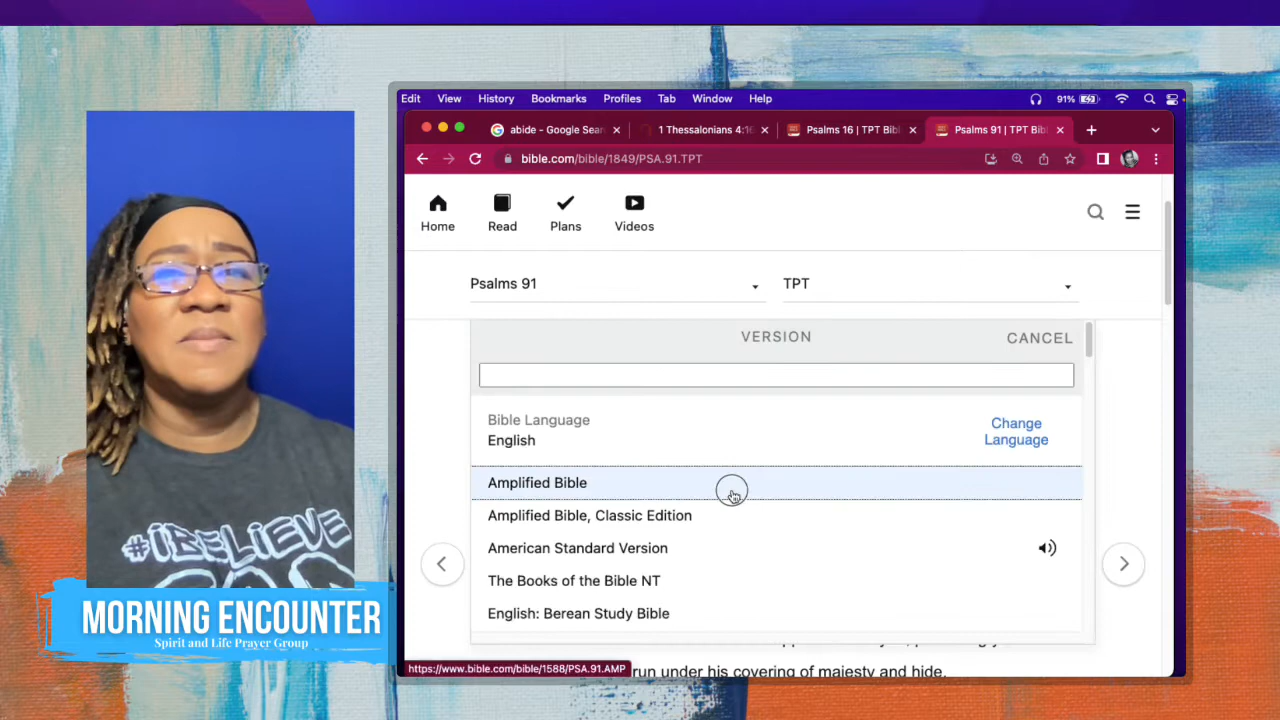 Edit View History Bookmarks Profiles Tab Window Help 91%
abide - Google Sear
1 Thessalonians 4:16
Psalms 16 | TPT Bibl
Psalms 91 | TPT Bibl
bible.com/bible/1849/PSA.91.TPT
Home Read Plans Videos
Psalms 91 TPT
VERSION CANCEL
Bible Language
English
Change
Language
Amplified Bible
Amplified Bible, Classic Edition
American Standard Version
The Books of the Bible NT
English: Berean Study Bible
https://www.bible.com/bible/1588/PSA.91.AMP
run under his covering of majesty and hide.
#IBELIEVE
MORNING ENCOUNTER
Spirit and Life Prayer Group